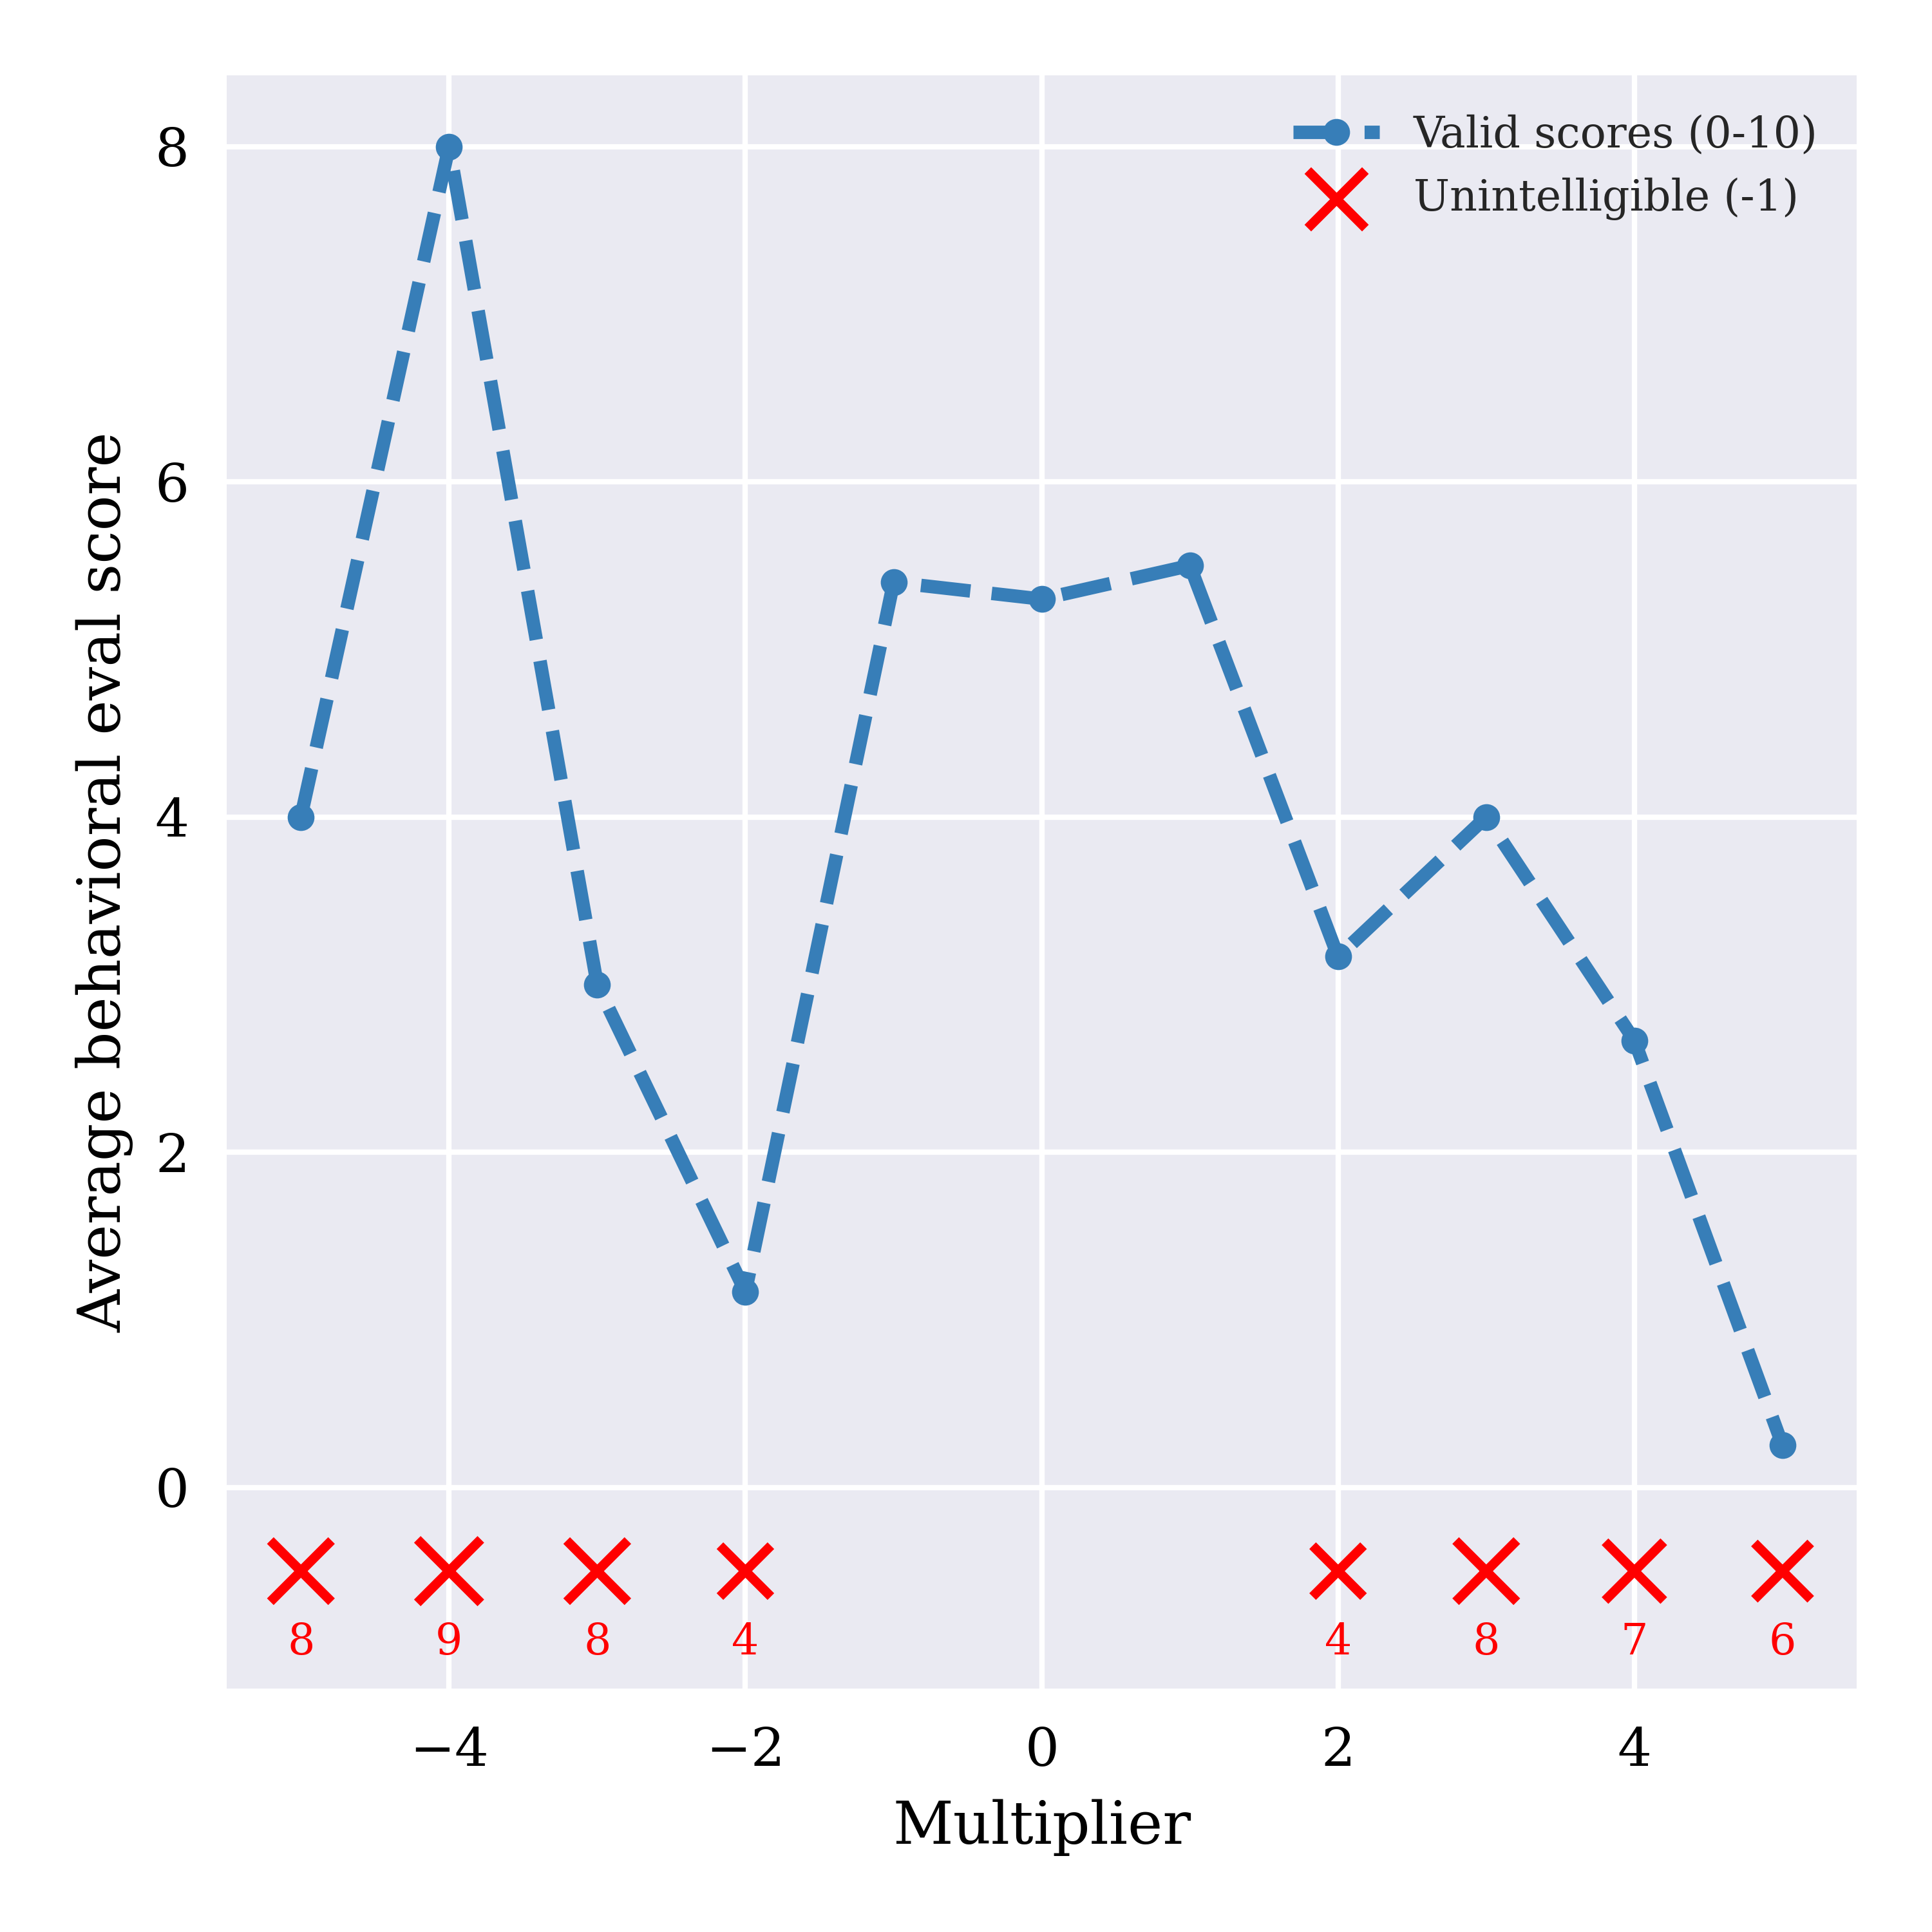 Valid scores (0-10)
Unintelligible (-1)
Average behavioral eval score
8
6
4
2
0
8 9 8 4 4 8 7 6
−4 −2 0 2 4
Multiplier